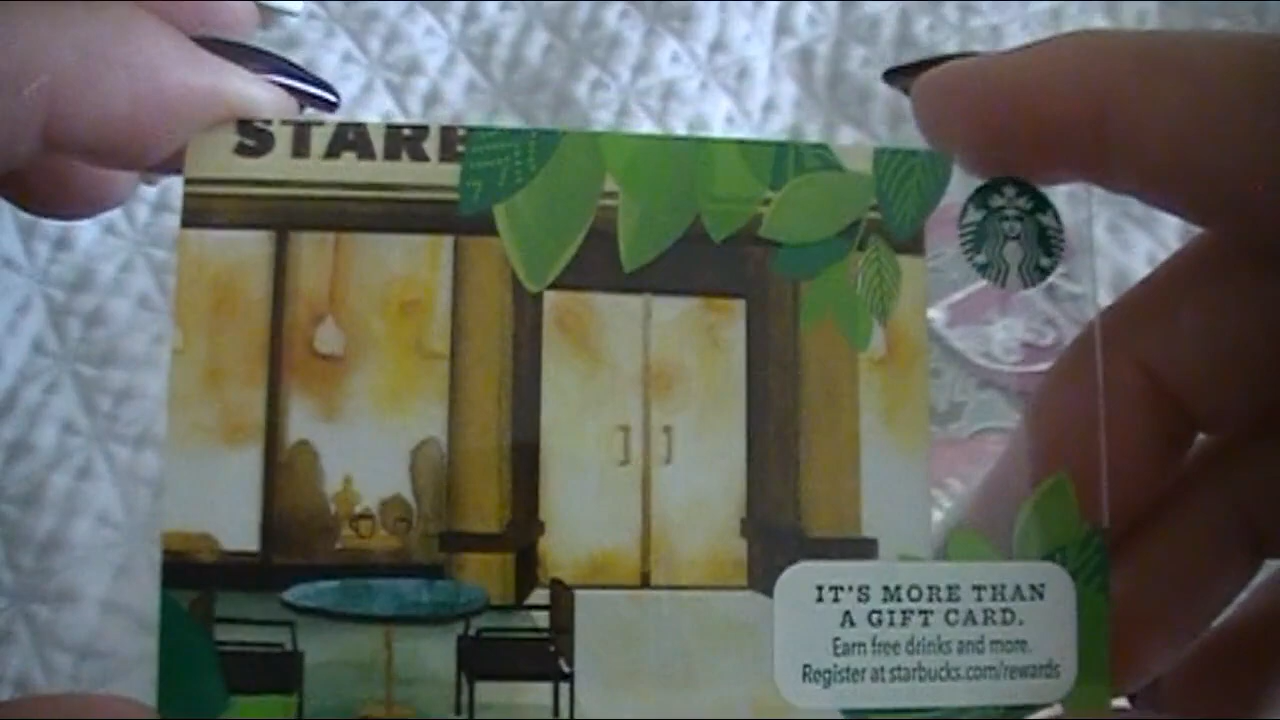 STARB
IT'S MORE THAN
A GIFT CARD.
Earn free drinks and more.
Register at starbucks.com/rewards